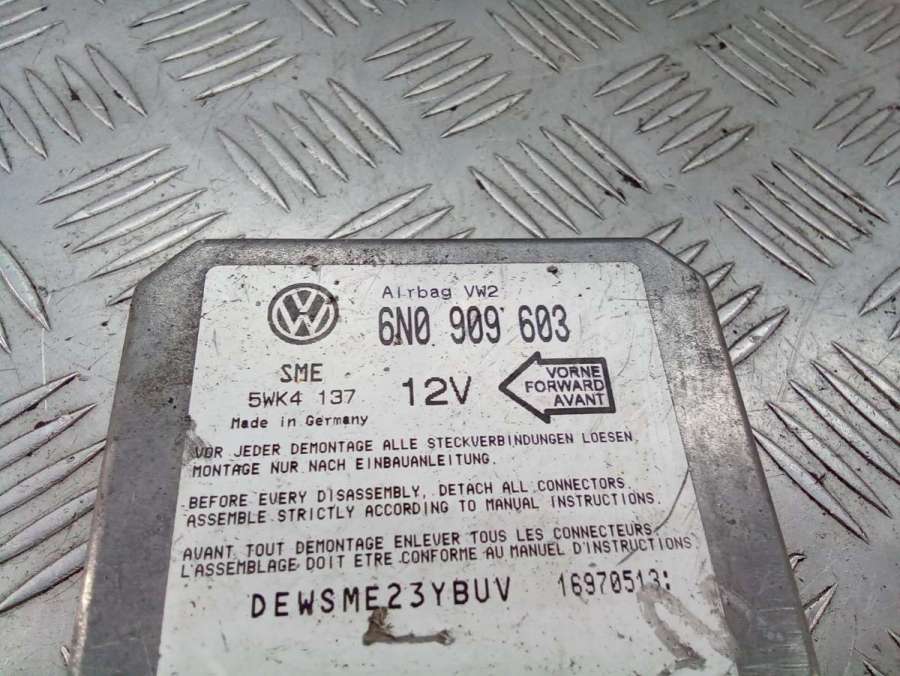 Airbag VW2
6N0 909 603
SME
5WK4 137
12V
VORNE
FORWARD
AVANT
Made in Germany
VOR JEDER DEMONTAGE ALLE STECKVERBINDUNGEN LOESEN
MONTAGE NUR NACH EINBAUANLEITUNG.
BEFORE EVERY DISASSEMBLY, DETACH ALL CONNECTORS.
ASSEMBLE STRICTLY ACCORDING TO MANUAL INSTRUCTIONS.
AVANT TOUT DEMONTAGE ENLEVER TOUS LES CONNECTEURS.
L'ASSEMBLAGE DOIT ETRE CONFORME AU MANUEL D'INSTRUCTIONS
DEWSME23YBUV 16970513: